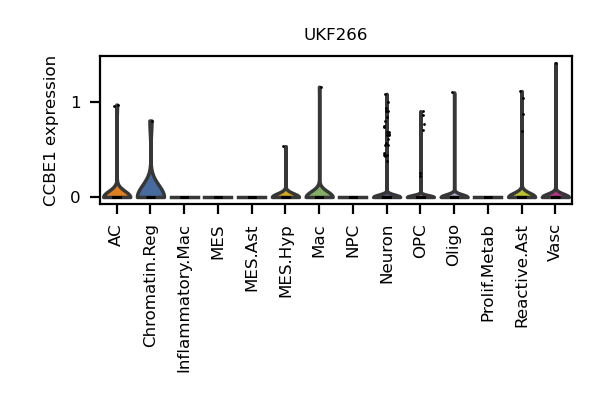 UKF266
CCBE1 expression
1
0
AC
Chromatin.Reg
Inflammatory.Mac
MES
MES.Ast
MES.Hyp
Mac
NPC
Neuron
OPC
Oligo
Prolif.Metab
Reactive.Ast
Vasc